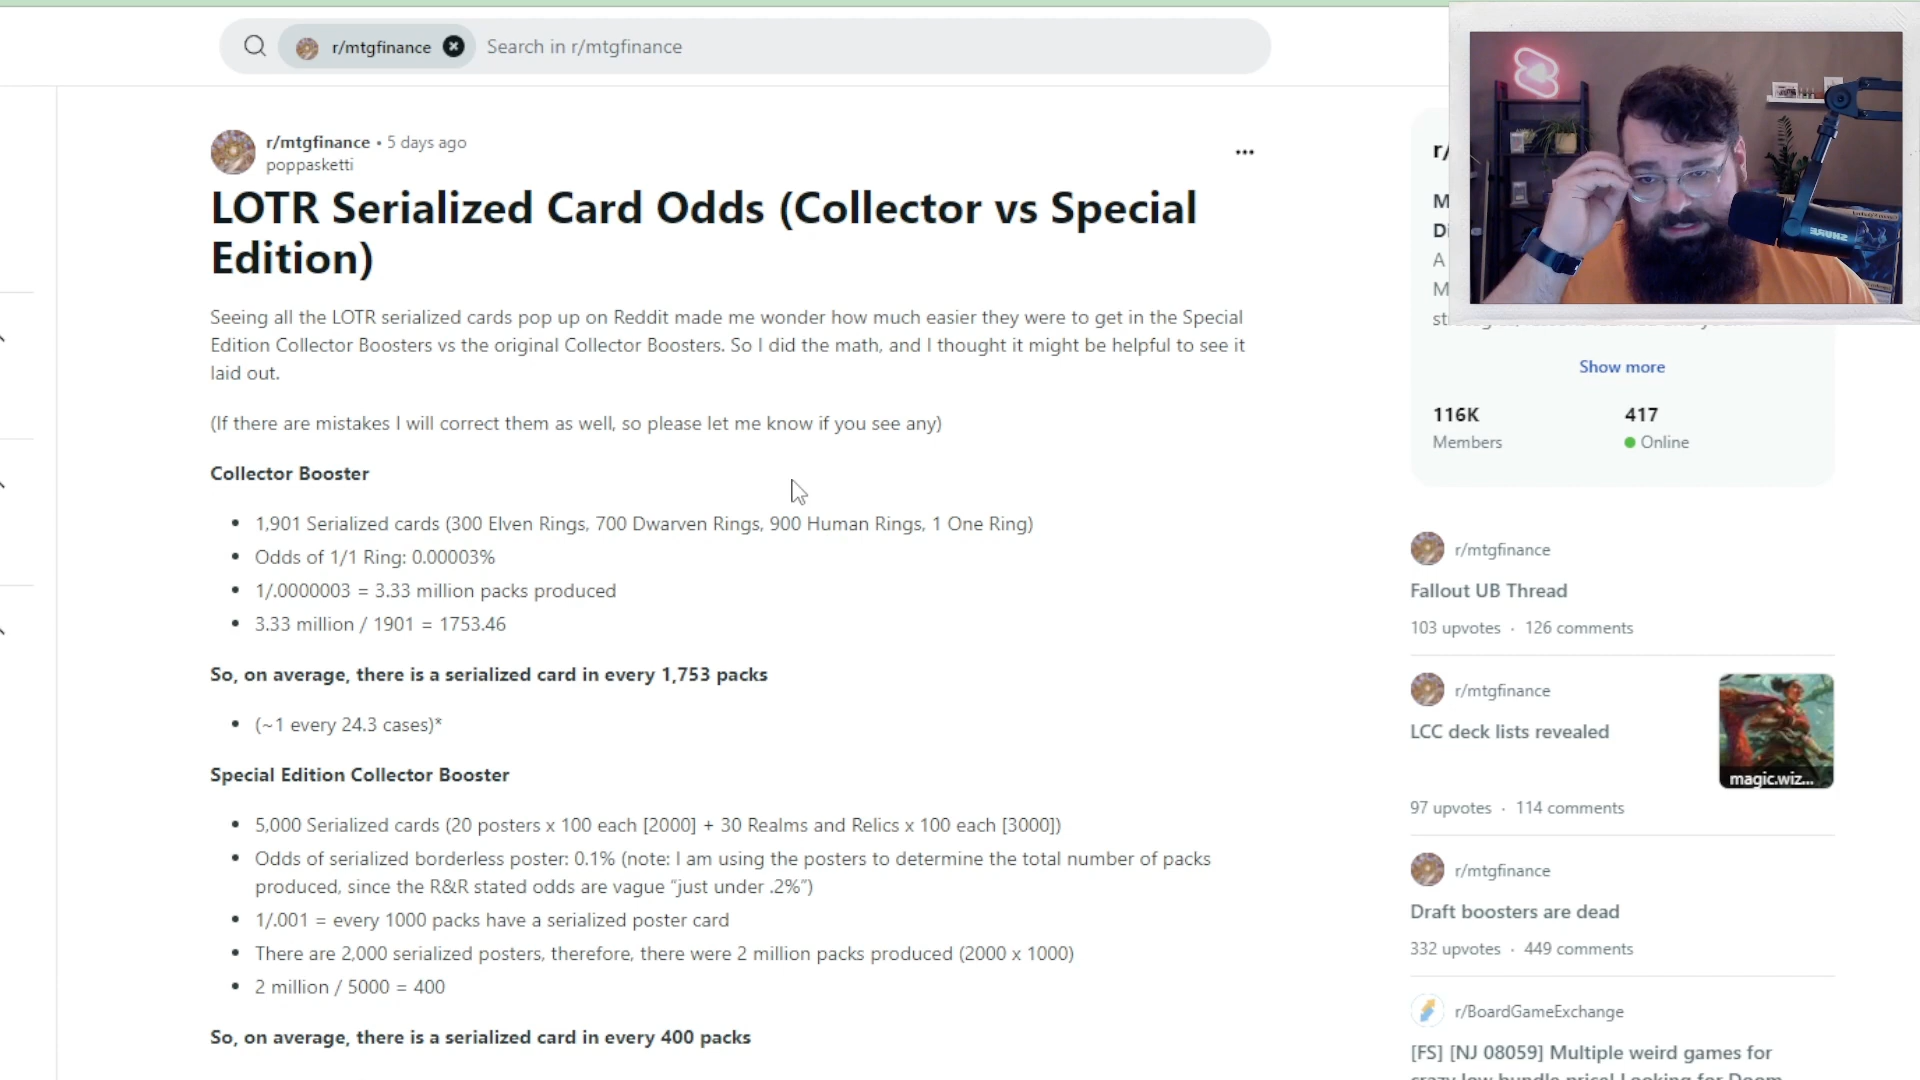 r/mtgfinance
Search in r/mtgfinance
r/mtgfinance • 5 days ago
poppasketti
LOTR Serialized Card Odds (Collector vs Special
Edition)
Seeing all the LOTR serialized cards pop up on Reddit made me wonder how much easier they were to get in the Special
Edition Collector Boosters vs the original Collector Boosters. So I did the math, and I thought it might be helpful to see it
laid out.
(If there are mistakes I will correct them as well, so please let me know if you see any)
Collector Booster
• 1,901 Serialized cards (300 Elven Rings, 700 Dwarven Rings, 900 Human Rings, 1 One Ring)
• Odds of 1/1 Ring: 0.00003%
• 1/.0000003 = 3.33 million packs produced
• 3.33 million / 1901 = 1753.46
So, on average, there is a serialized card in every 1,753 packs
• (~1 every 24.3 cases)*
Special Edition Collector Booster
• 5,000 Serialized cards (20 posters x 100 each [2000] + 30 Realms and Relics x 100 each [3000])
• Odds of serialized borderless poster: 0.1% (note: I am using the posters to determine the total number of packs
produced, since the R&R stated odds are vague “just under .2%”)
• 1/.001 = every 1000 packs have a serialized poster card
• There are 2,000 serialized posters, therefore, there were 2 million packs produced (2000 x 1000)
• 2 million / 5000 = 400
So, on average, there is a serialized card in every 400 packs
SHURE
r/
M
Di
A
M
Show more
116K
417
Members
Online
r/mtgfinance
Fallout UB Thread
103 upvotes · 126 comments
r/mtgfinance
LCC deck lists revealed
magic.wiz...
97 upvotes · 114 comments
r/mtgfinance
Draft boosters are dead
332 upvotes · 449 comments
r/BoardGameExchange
[FS] [NJ 08059] Multiple weird games for
crazy low bundle price! Looking for Doom